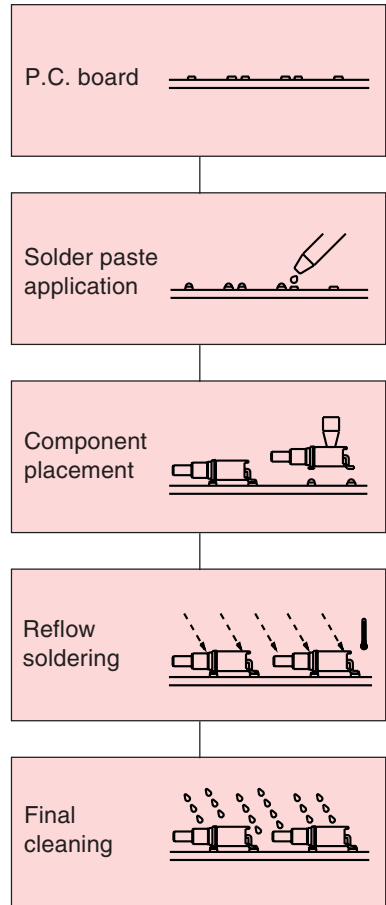 P.C. board
Solder paste
application
Component
placement
Reflow
soldering
Final
cleaning